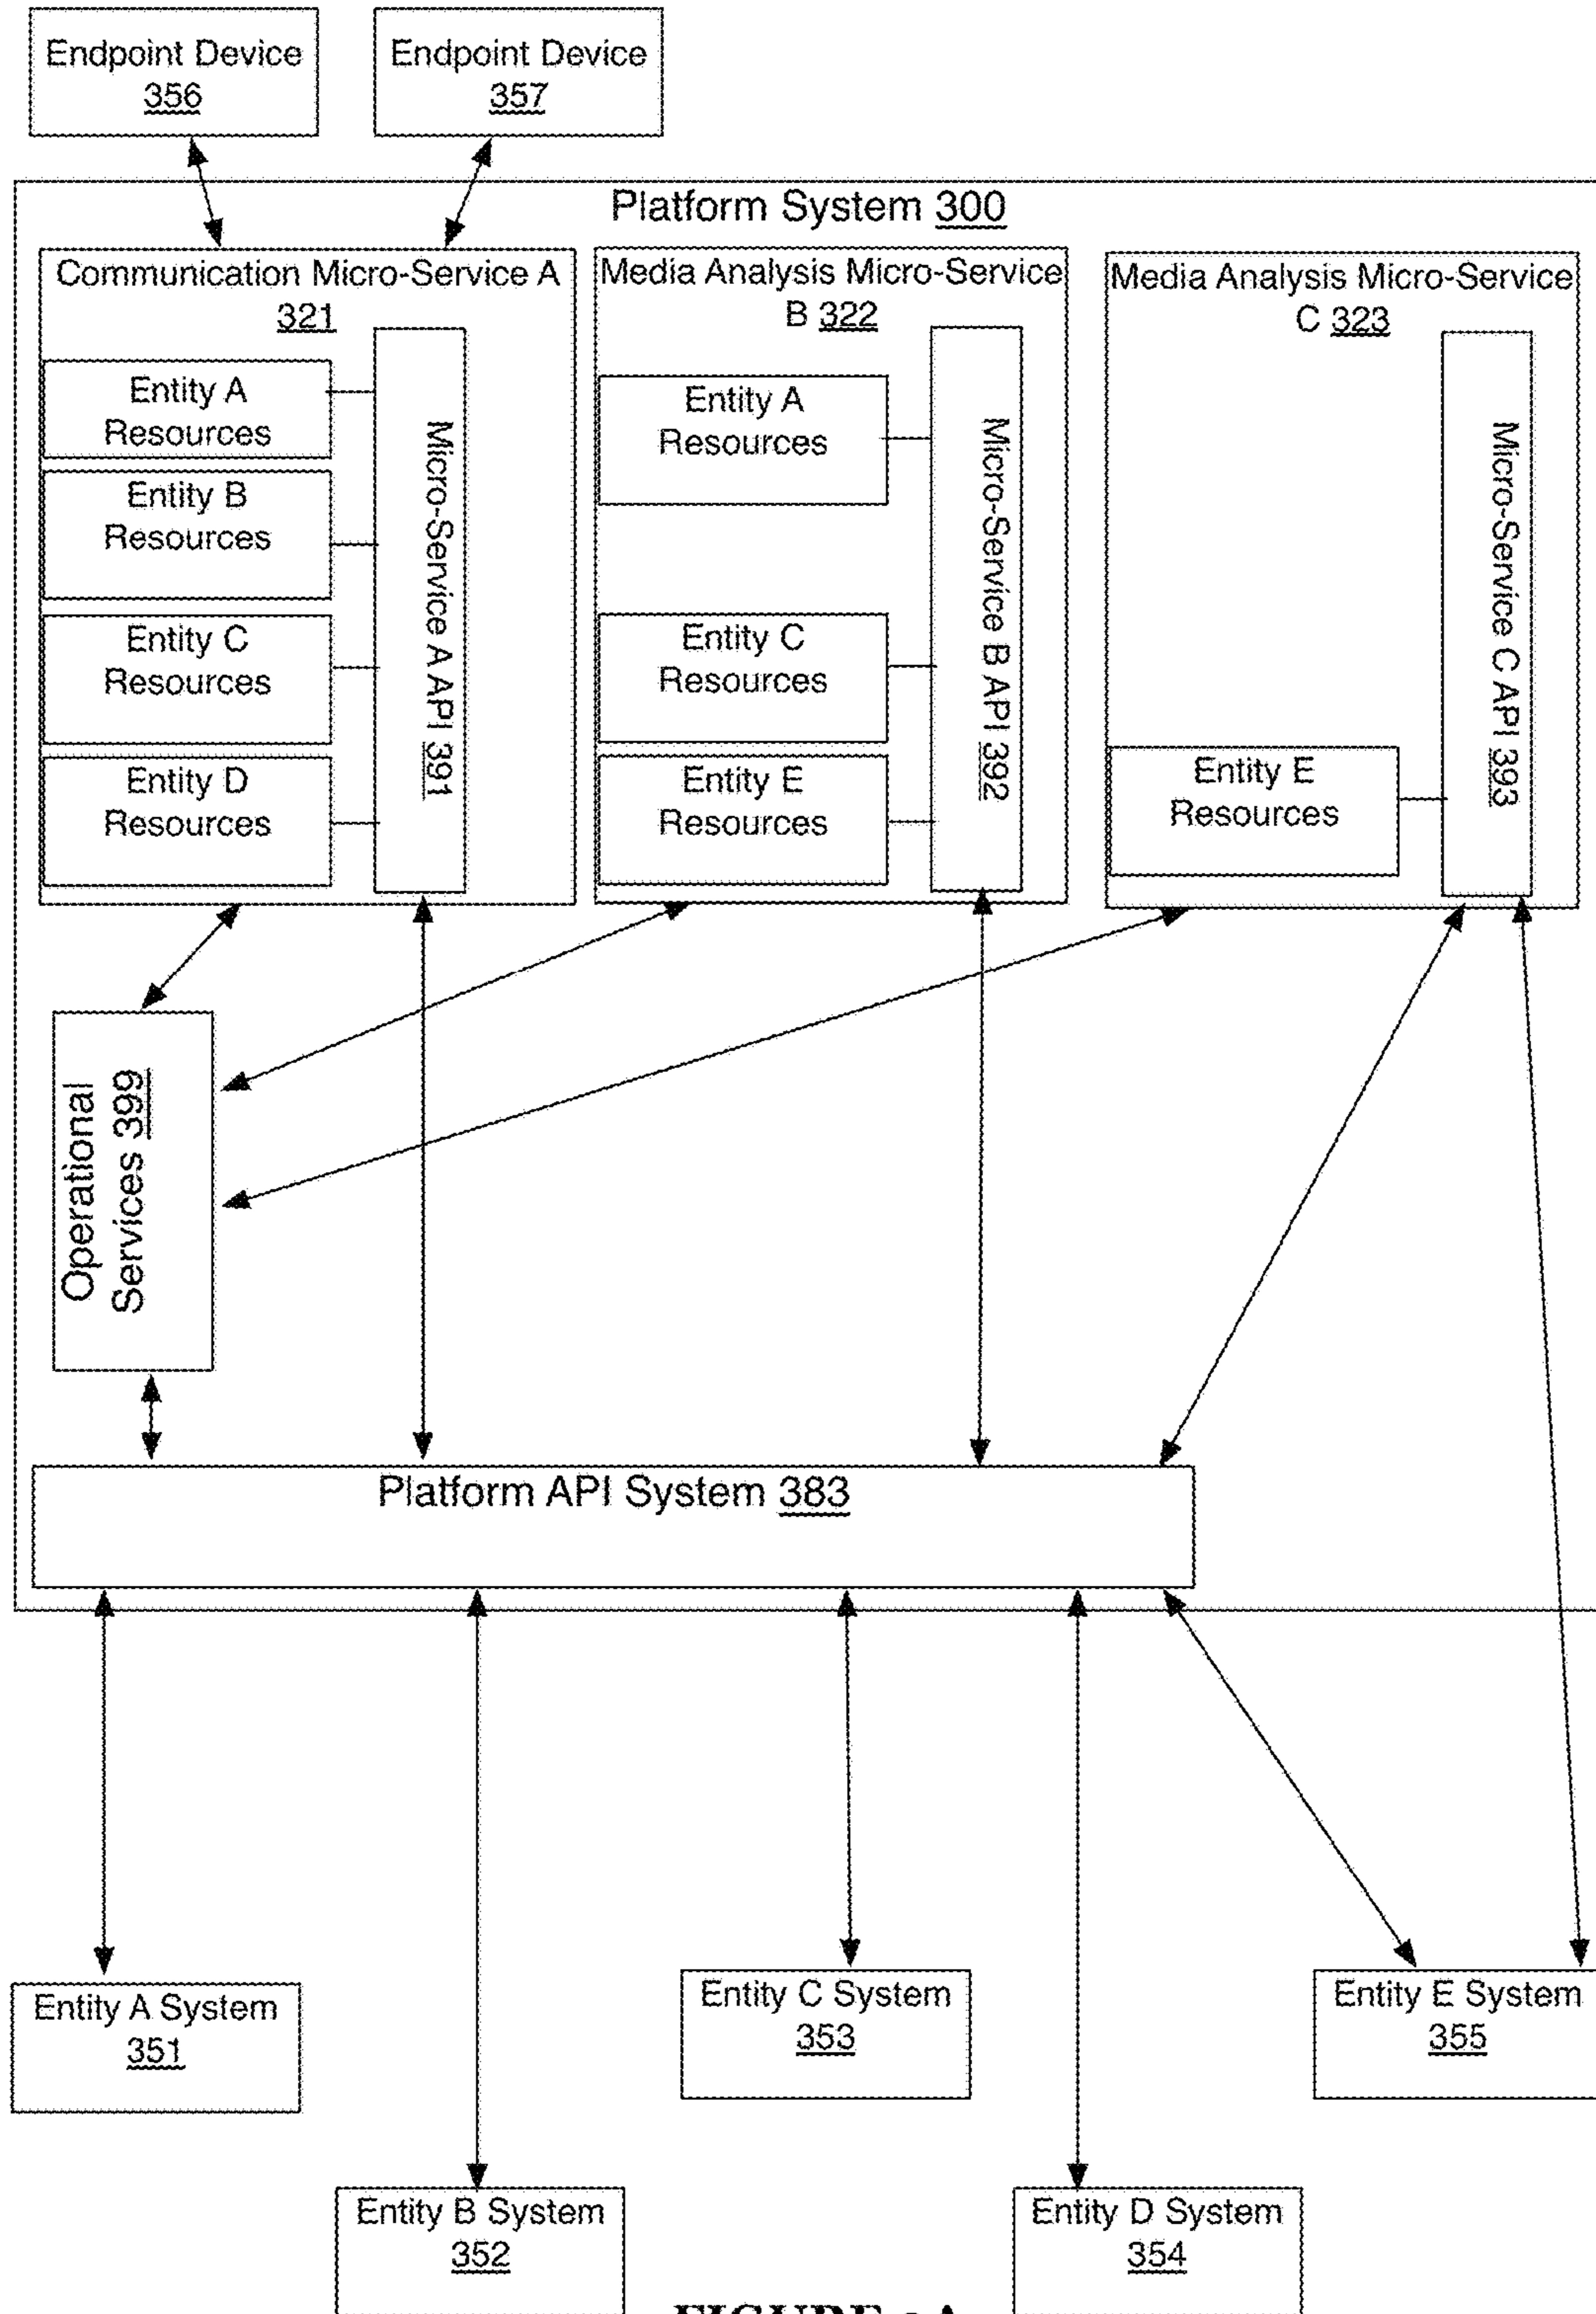 Endpoint Device
356
Endpoint Device
357
Platform System 300
Communication Micro-Service A
321
Entity A
Resources
Entity B
Resources
Entity C
Resources
Entity D
Resources
Micro-Service A API 391
Media Analysis Micro-Service
B 322
Entity A
Resources
Entity C
Resources
Entity E
Resources
Micro-Service B API 392
Media Analysis Micro-Service
C 323
Entity E
Resources
Micro-Service C API 393
Operational
Services 399
Platform API System 383
Entity A System
351
Entity C System
353
Entity E System
355
Entity B System
352
Entity D System
354
FIGURE